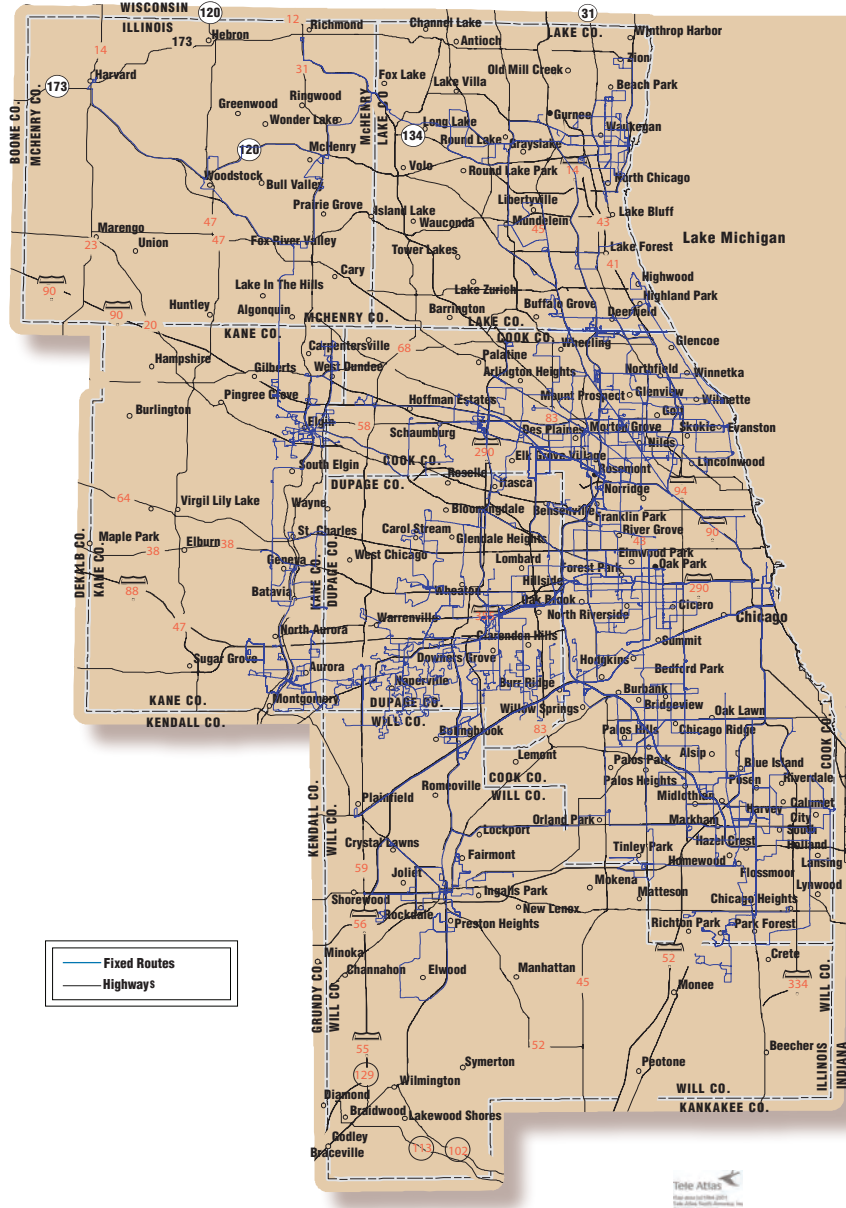 WISCONSIN
ILLINOIS
120
12
Richmond
Channel Lake
31
LAKE CO.
Winthrop Harbor
14
173
Hebron
Antioch
Zion
173
Harvard
31
Fox Lake
Lake Villa
Old Mill Creek
Beach Park
BOONE CO.
MCHENRY CO.
Greenwood
Ringwood
Wonder Lake
MCHENRY
LAKE CO
Long Lake
134
Gurnee
Waukegan
Round Lake
Grayslake
120
McHenry
Volo
Round Lake Park
14
North Chicago
Woodstock
Bull Valley
Prairie Grove
Island Lake
Wauconda
Libertyville
Mundelein
45
43
Lake Bluff
47
47
Marengo
23
Union
Fox River Valley
Tower Lakes
Lake Forest
41
Lake Michigan
Cary
Highwood
90
Lake In The Hills
Lake Zurich
Highland Park
Huntley
Algonquin
MCHENRY CO.
Barrington
Buffalo Grove
Deerfield
90
20
KANE CO.
LAKE CO.
COOK CO.
Wheeling
Glencoe
Carpentersville
68
Palatine
Hampshire
Gilberts
West Dundee
Arlington Heights
Northfield
Winnetka
Pingree Grove
Hoffman Estates
Mount Prospect
Glenview
Wilnette
Burlington
83
Golf
Elgin
58
Schaumburg
Des Plaines
Morton Grove
Skokie
Evanston
290
Niles
COOK CO.
Elk Grove Village
Lincolnwood
South Elgin
Roselle
Rosemont
DUPAGE CO.
Itasca
94
Norridge
64
Virgil
Lily Lake
Wayne
Bloomingdale
Bensenville
Franklin Park
90
DEKALB CO.
KANE CO.
Maple Park
St. Charles
Carol Stream
Glendale Heights
River Grove
43
38
Elburn
38
West Chicago
Elmwood Park
Geneva
Lombard
Forest Park
Oak Park
88
KANE CO.
DUPAGE CO.
Hillside
290
Batavia
Wheaton
Oak Brook
Cicero
Chicago
Warrenville
North Riverside
47
North Aurora
Clarendon Hills
Summit
Sugar Grove
Downers Grove
Hodgkins
Bedford Park
Aurora
Naperville
Burr Ridge
Burbank
KANE CO.
Montgomery
DUPAGE CO.
Willow Springs
Bridgeview
Oak Lawn
KENDALL CO.
WILL CO.
83
Bolingbrook
Palos Hills
Chicago Ridge
COOK CO.
Lemont
Alsip
Palos Park
Blue Island
COOK CO.
Palos Heights
Posen
Riverdale
KENDALL CO.
WILL CO.
Plainfield
Romeoville
WILL CO.
Midlothian
Harvey
Calumet
City
Orland Park
Markham
South
Holland
Lockport
Crystal Lawns
Tinley Park
Hazel Crest
Fairmont
Homewood
Lansing
59
Flossmoor
Joliet
Mokena
Lynwood
Shorewood
Ingalls Park
Matteson
Chicago Heights
56
Rockdale
New Lenox
Preston Heights
Richton Park
Park Forest
Minoka
52
Crete
Fixed Routes
Highways
GRUNDY CO.
WILL CO.
Channahon
Elwood
Manhattan
45
334
WILL CO.
Monee
55
52
Beecher
129
Symerton
Peotone
ILLINOIS
INDIANA
Wilmington
WILL CO.
Diamond
KANKAKEE CO.
Braidwood
Lakewood Shores
Godley
113
102
Braceville
Tele Atlas